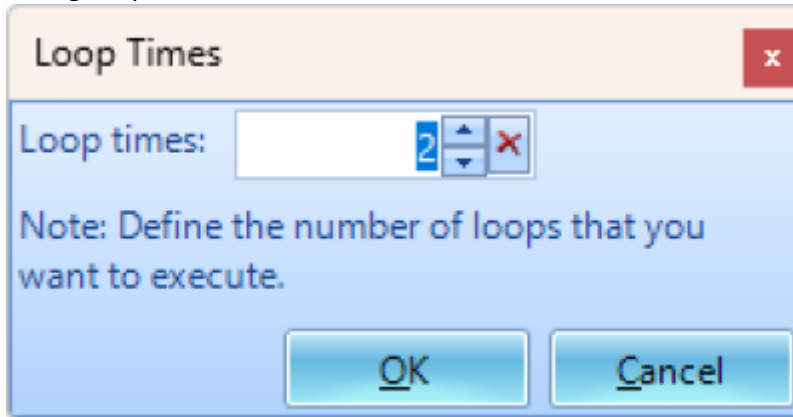 Loop Times
x
Loop times: 2
Note: Define the number of loops that you
want to execute.
OK Cancel